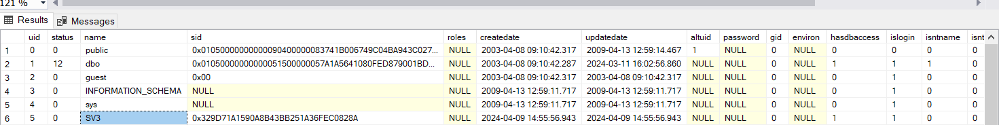 121 %
Results Messages
uid status name sid roles createdate updatedate altuid password gid environ hasdbaccess islogin isntname isnt
1 0 0 public 0x01050000000000090400000083741B006749C04BA943C027... NULL 2003-04-08 09:10:42.317 2009-04-13 12:59:14.467 1 NULL 0 NULL 0 0 0 0
2 1 12 dbo 0x0105000000000005150000005 7A1A5641080FED879001BD... NULL 2003-04-08 09:10:42.287 2024-03-11 16:02:56.860 NULL NULL 0 NULL 1 1 1 0
3 2 0 guest 0x00 NULL 2003-04-08 09:10:42.317 2003-04-08 09:10:42.317 NULL NULL 0 NULL 0 1 0 0
4 3 0 INFORMATION_SCHEMA NULL NULL 2009-04-13 12:59:11.717 2009-04-13 12:59:11.717 NULL NULL 0 NULL 0 1 0 0
5 4 0 sys NULL NULL 2009-04-13 12:59:11.717 2009-04-13 12:59:11.717 NULL NULL 0 NULL 0 1 0 0
6 5 0 SV3 0x329D71A1590A8B43BB251A36FEC0828A NULL 2024-04-09 14:55:56.943 2024-04-09 14:55:56.943 NULL NULL 0 NULL 1 1 0 0